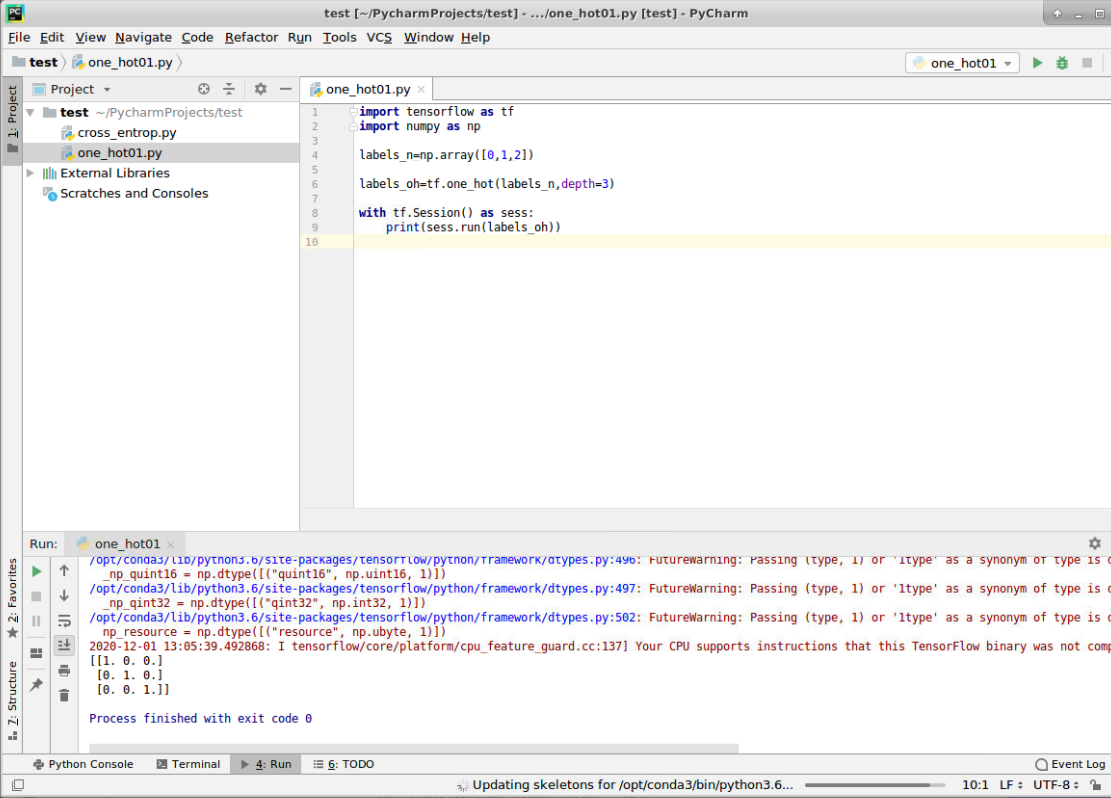 PC
test [~/PycharmProjects/test] - .../one_hot01.py [test] - PyCharm
File Edit View Navigate Code Refactor Run Tools VCS Window Help
test one_hot01.py
one_hot01
1: Project
Project
one_hot01.py
test ~/PycharmProjects/test
cross_entrop.py
one_hot01.py
External Libraries
Scratches and Consoles
1 import tensorflow as tf
2 import numpy as np
3
4 labels_n=np.array([0,1,2])
5
6 labels_oh=tf.one_hot(labels_n,depth=3)
7
8 with tf.Session() as sess:
9     print(sess.run(labels_oh))
10
Run: one_hot01
2: Favorites
7: Structure
/opt/conda3/lib/python3.6/site-packages/tensorflow/python/framework/dtypes.py:496: FutureWarning: Passing (type, 1) or '1type' as a synonym of type is
  _np_quint16 = np.dtype([("quint16", np.uint16, 1)])
/opt/conda3/lib/python3.6/site-packages/tensorflow/python/framework/dtypes.py:497: FutureWarning: Passing (type, 1) or '1type' as a synonym of type is
  _np_qint32 = np.dtype([("qint32", np.int32, 1)])
/opt/conda3/lib/python3.6/site-packages/tensorflow/python/framework/dtypes.py:502: FutureWarning: Passing (type, 1) or '1type' as a synonym of type is
  np_resource = np.dtype([("resource", np.ubyte, 1)])
2020-12-01 13:05:39.492868: I tensorflow/core/platform/cpu_feature_guard.cc:137] Your CPU supports instructions that this TensorFlow binary was not comp
[[1. 0. 0.]
 [0. 1. 0.]
 [0. 0. 1.]]
Process finished with exit code 0
Python Console Terminal 4: Run 6: TODO Event Log
Updating skeletons for /opt/conda3/bin/python3.6... 10:1 LF UTF-8